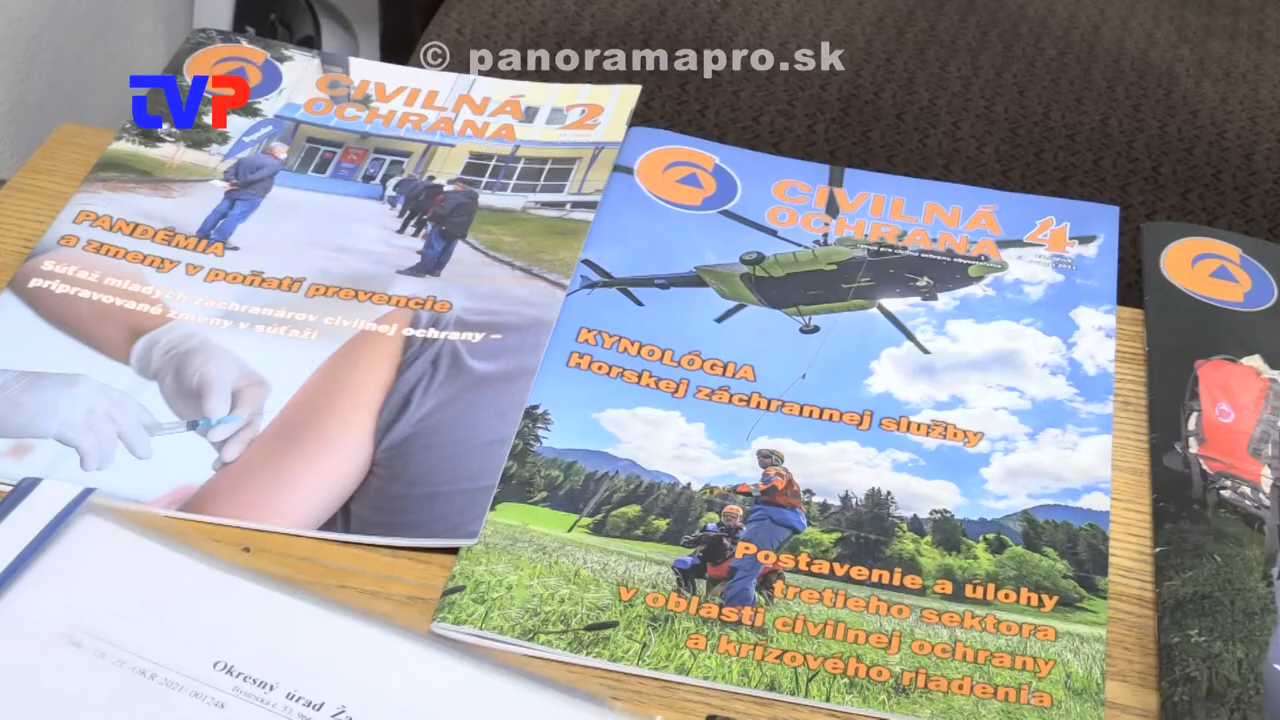 © panoramapro.sk
TVP
CIVILNÁ
OCHRANA
2
PANDÉMIA
a zmeny v poňatí prevencie
Súťaž mladých záchranárov civilnej ochrany –
pripravované zmeny v súťaži
CIVILNÁ
OCHRANA
4
KYNOLÓGIA
Horskej záchrannej služby
Postavenie a úlohy
tretieho sektora
v oblasti civilnej ochrany
a krízového riadenia
Okresný úrad